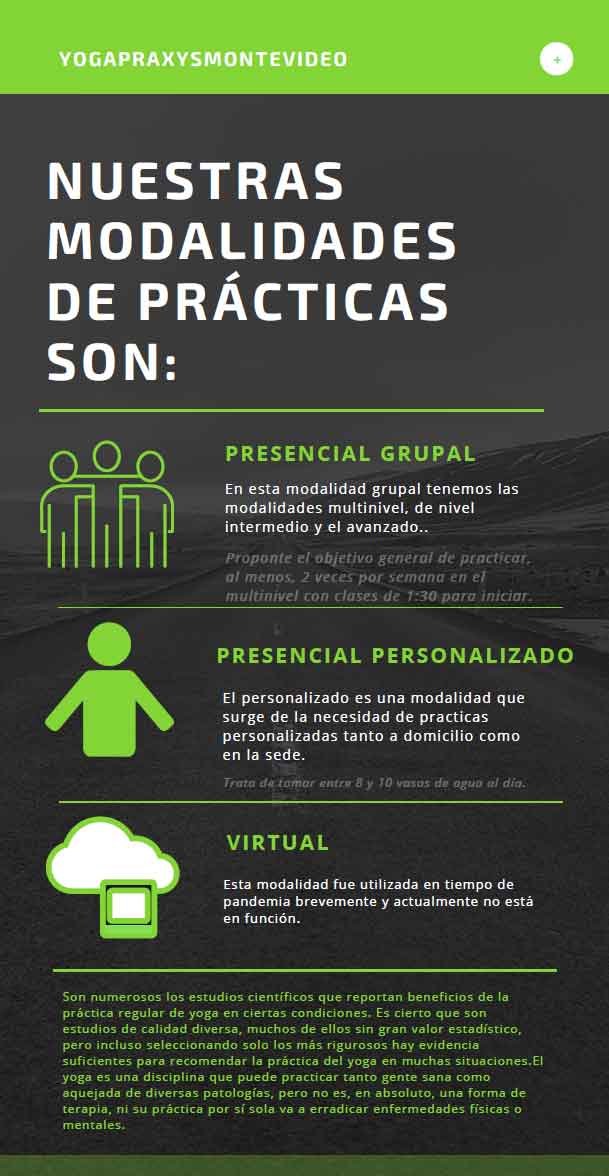 YOGAPRAXYSMONTEVIDEO
+
NUESTRAS
MODALIDADES
DE PRÁCTICAS
SON:
PRESENCIAL GRUPAL
En esta modalidad grupal tenemos las
modalidades multinivel, de nivel
intermedio y el avanzado..
Proponte el objetivo general de practicar,
al menos, 2 veces por semana en el
multinivel con clases de 1:30 para iniciar.
PRESENCIAL PERSONALIZADO
El personalizado es una modalidad que
surge de la necesidad de practicas
personalizadas tanto a domicilio como
en la sede.
Trata de tomar entre 8 y 10 vasos de agua al día.
VIRTUAL
Esta modalidad fue utilizada en tiempo de
pandemia brevemente y actualmente no está
en función.
Son numerosos los estudios científicos que reportan beneficios de la
práctica regular de yoga en ciertas condiciones. Es cierto que son
estudios de calidad diversa, muchos de ellos sin gran valor estadístico,
pero incluso seleccionando solo los más rigurosos hay evidencia
suficientes para recomendar la práctica del yoga en muchas situaciones.El
yoga es una disciplina que puede practicar tanto gente sana como
aquejada de diversas patologías, pero no es, en absoluto, una forma de
terapia, ni su práctica por sí sola va a erradicar enfermedades físicas o
mentales.